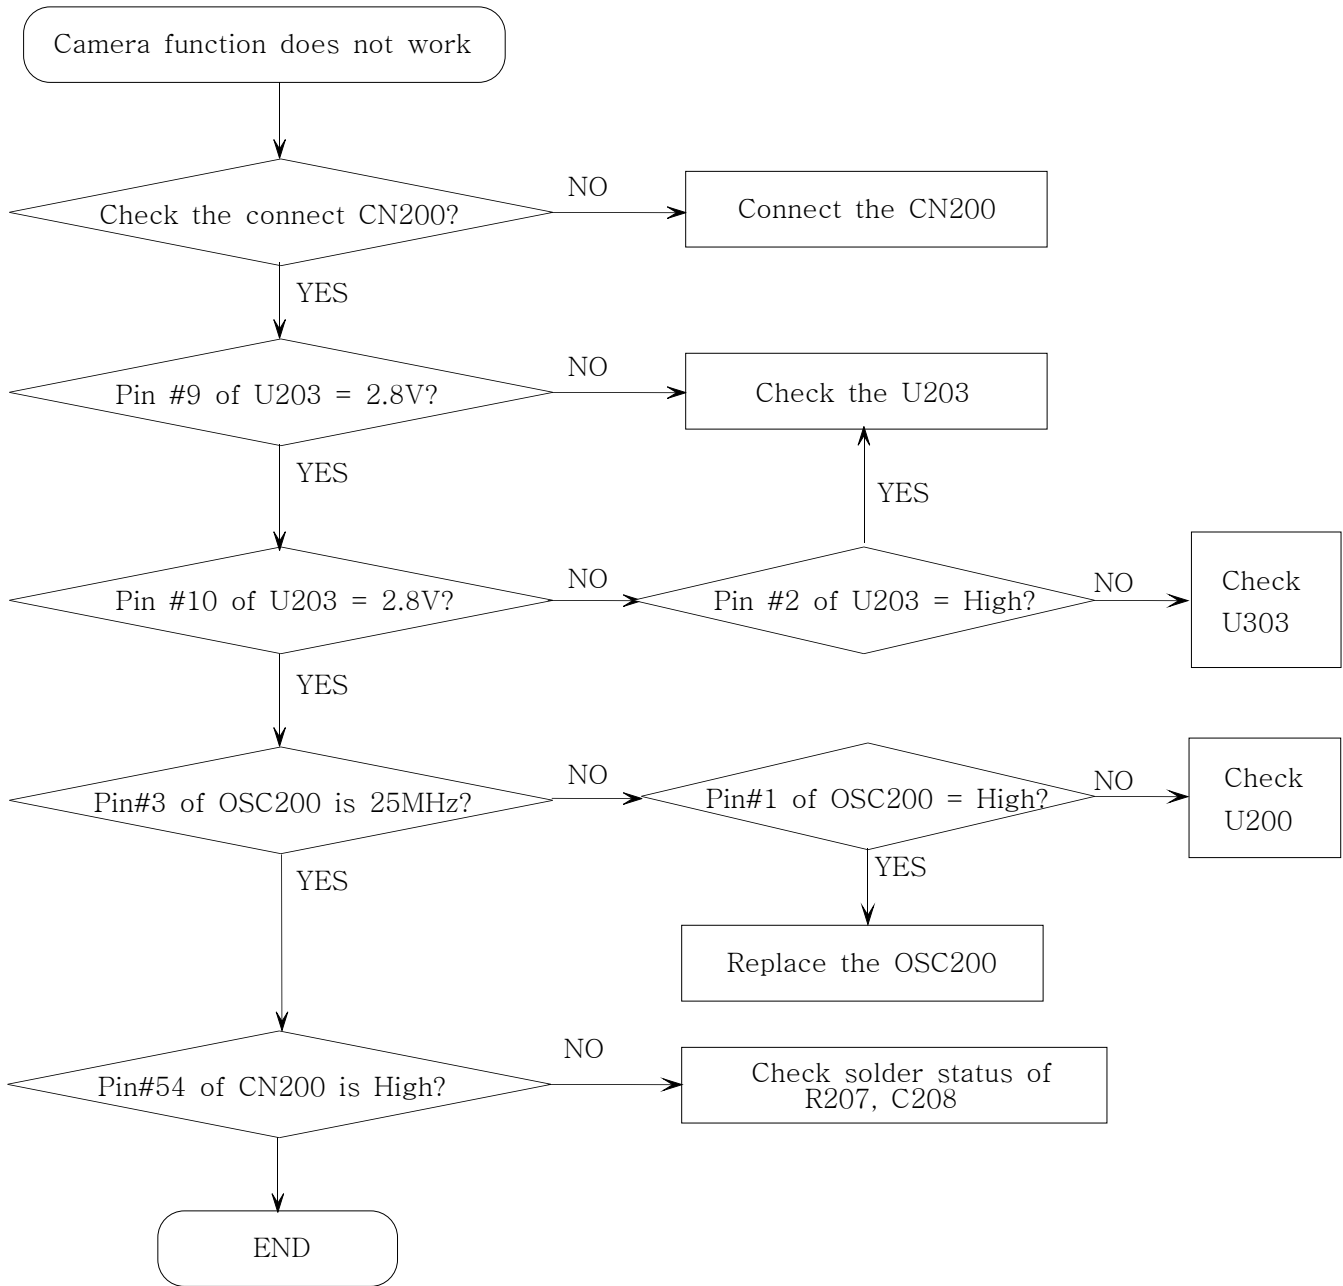 Camera function does not work
Check the connect CN200?
NO
Connect the CN200
YES
Pin #9 of U203 = 2.8V?
NO
Check the U203
YES
YES
Pin #10 of U203 = 2.8V?
NO
Pin #2 of U203 = High?
NO
Check
U303
YES
Pin#3 of OSC200 is 25MHz?
NO
Pin#1 of OSC200 = High?
NO
Check
U200
YES
YES
Replace the OSC200
Pin#54 of CN200 is High?
NO
Check solder status of
R207, C208
END